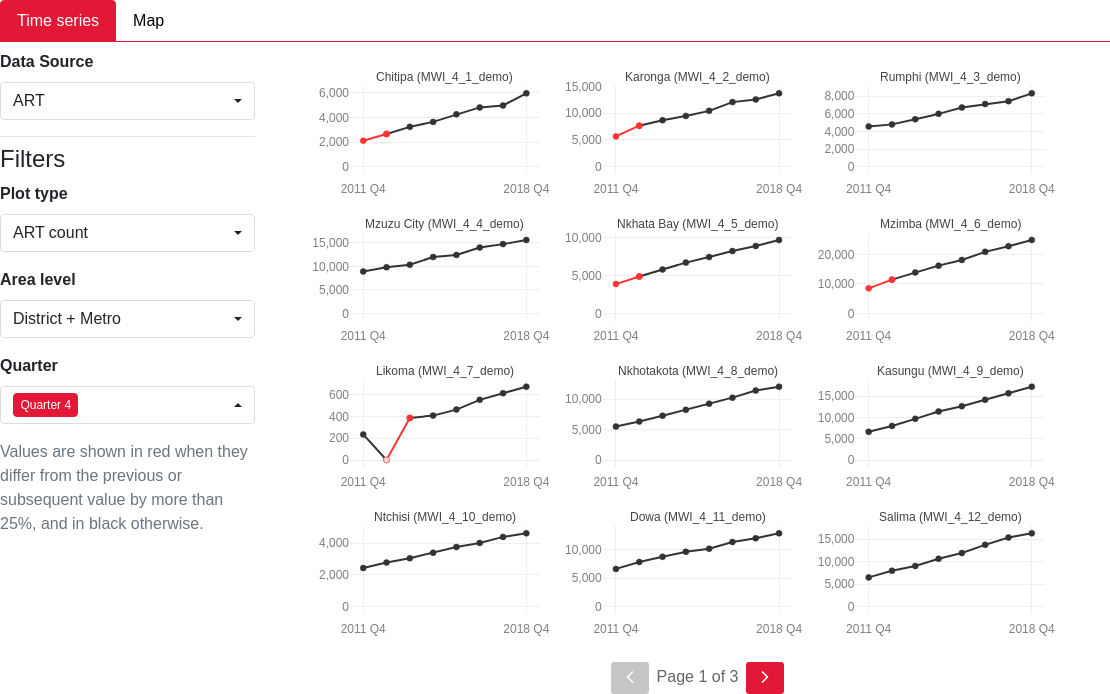 Time series
Map
Data Source
ART
Filters
Plot type
ART count
Area level
District + Metro
Quarter
Quarter 4
Values are shown in red when they
differ from the previous or
subsequent value by more than
25%, and in black otherwise.
Chitipa (MWI_4_1_demo)
6,000
4,000
2,000
0
2011 Q4
2018 Q4
Karonga (MWI_4_2_demo)
15,000
10,000
5,000
0
2011 Q4
2018 Q4
Rumphi (MWI_4_3_demo)
8,000
6,000
4,000
2,000
0
2011 Q4
2018 Q4
Mzuzu City (MWI_4_4_demo)
15,000
10,000
5,000
0
2011 Q4
2018 Q4
Nkhata Bay (MWI_4_5_demo)
10,000
5,000
0
2011 Q4
2018 Q4
Mzimba (MWI_4_6_demo)
20,000
10,000
0
2011 Q4
2018 Q4
Likoma (MWI_4_7_demo)
600
400
200
0
2011 Q4
2018 Q4
Nkhotakota (MWI_4_8_demo)
10,000
5,000
0
2011 Q4
2018 Q4
Kasungu (MWI_4_9_demo)
15,000
10,000
5,000
0
2011 Q4
2018 Q4
Ntchisi (MWI_4_10_demo)
4,000
2,000
0
2011 Q4
2018 Q4
Dowa (MWI_4_11_demo)
10,000
5,000
0
2011 Q4
2018 Q4
Salima (MWI_4_12_demo)
15,000
10,000
5,000
0
2011 Q4
2018 Q4
Page 1 of 3